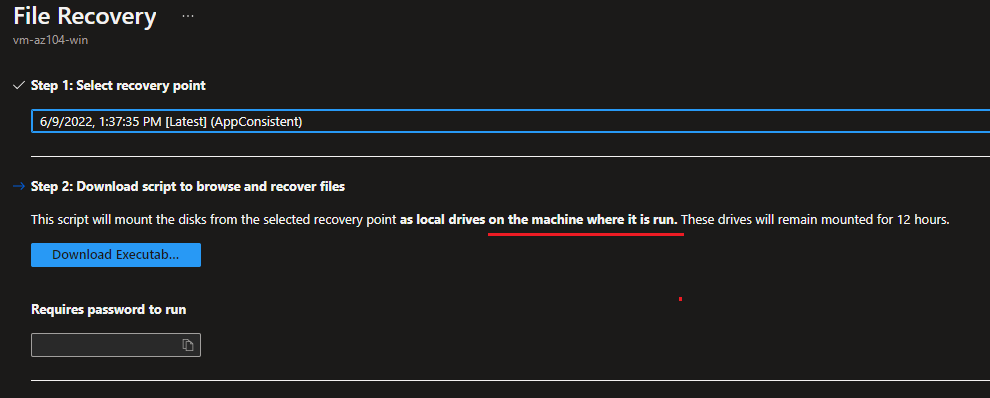 File Recovery ...
vm-az104-win
Step 1: Select recovery point
6/9/2022, 1:37:35 PM [Latest] (AppConsistent)
Step 2: Download script to browse and recover files
This script will mount the disks from the selected recovery point as local drives on the machine where it is run. These drives will remain mounted for 12 hours.
Download Executab...
Requires password to run